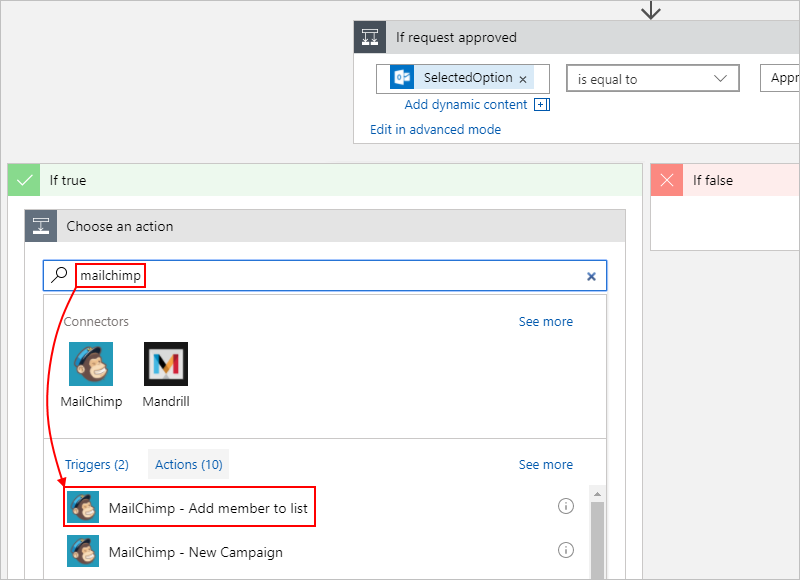 If request approved
SelectedOption ×
is equal to
Appr
Add dynamic content
Edit in advanced mode
If true
If false
Choose an action
mailchimp
Connectors
See more
MailChimp
Mandrill
Triggers (2)
Actions (10)
See more
MailChimp - Add member to list
MailChimp - New Campaign